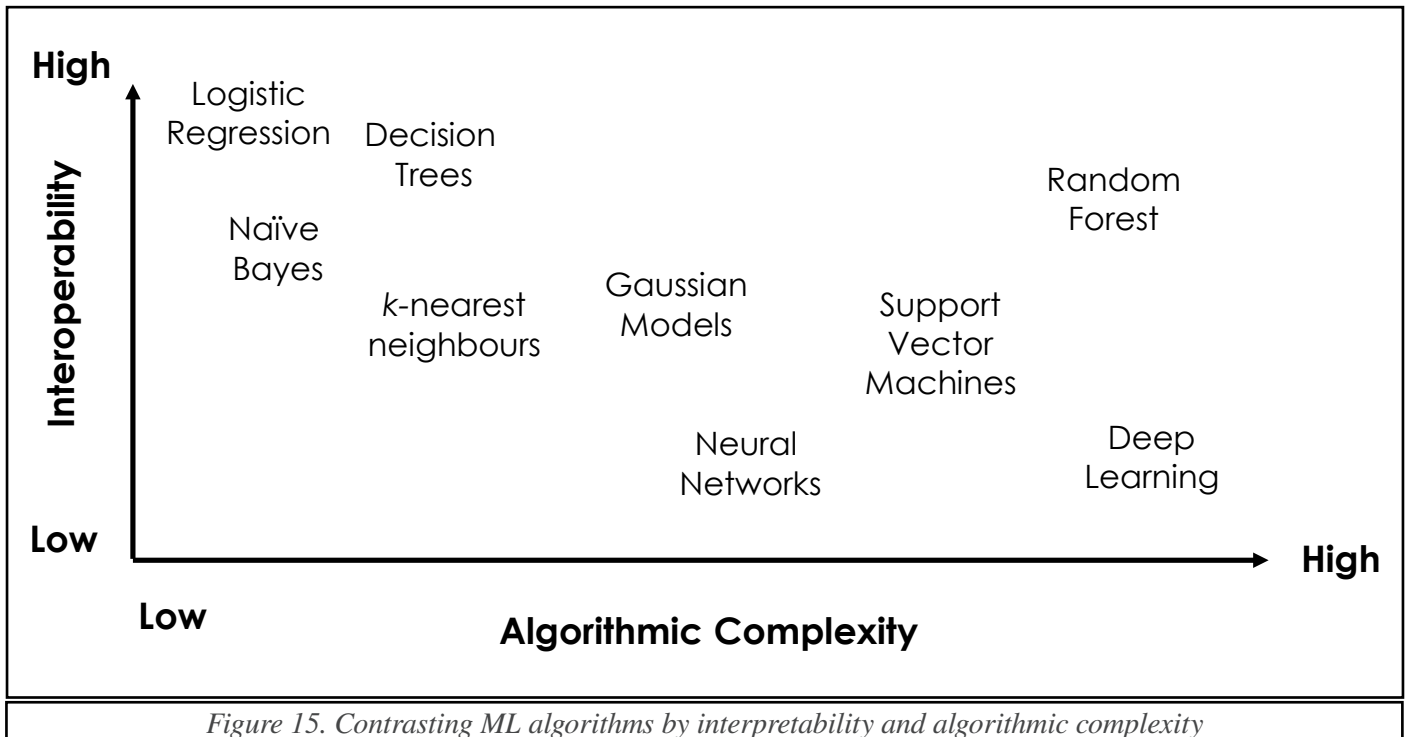 High
Logistic
Regression
Decision
Trees
Random
Forest
Naïve
Bayes
Interoperability
Gaussian
Models
k-nearest
neighbours
Support
Vector
Machines
Neural
Networks
Deep
Learning
Low
High
Low
Algorithmic Complexity
Figure 15. Contrasting ML algorithms by interpretability and algorithmic complexity